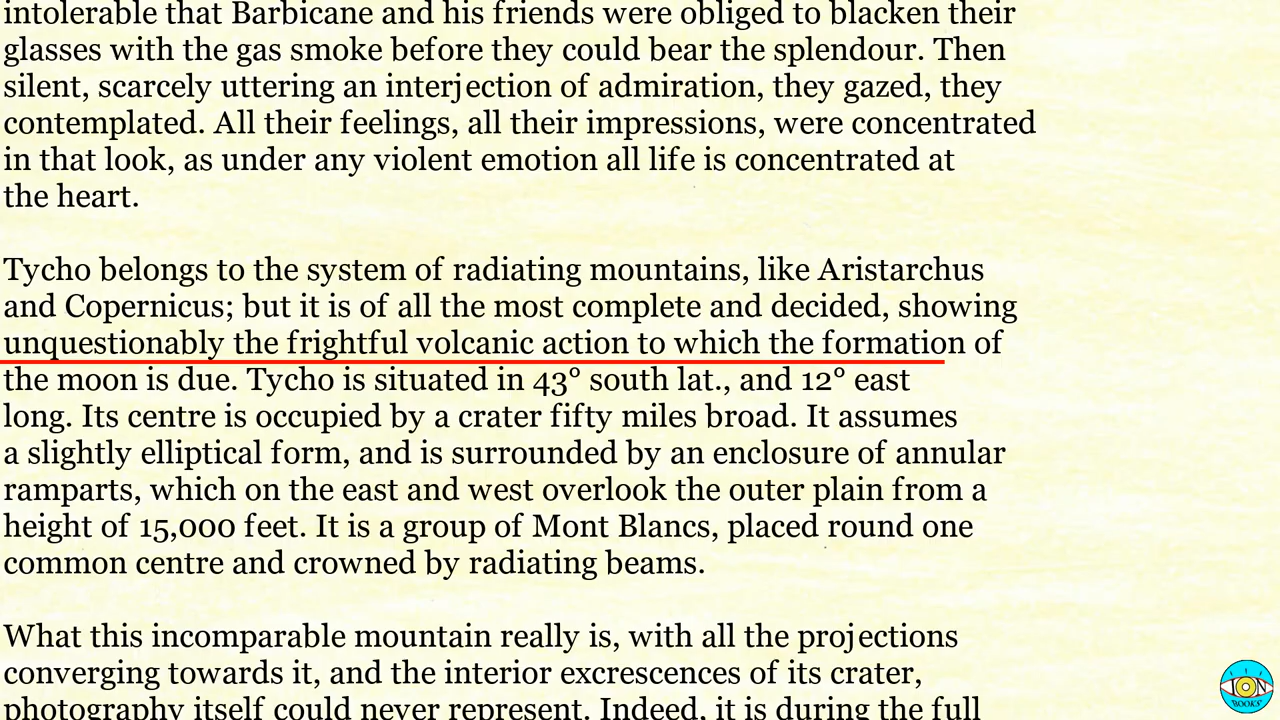 intolerable that Barbicane and his friends were obliged to blacken their
glasses with the gas smoke before they could bear the splendour. Then
silent, scarcely uttering an interjection of admiration, they gazed, they
contemplated. All their feelings, all their impressions, were concentrated
in that look, as under any violent emotion all life is concentrated at
the heart.
Tycho belongs to the system of radiating mountains, like Aristarchus
and Copernicus; but it is of all the most complete and decided, showing
unquestionably the frightful volcanic action to which the formation of
the moon is due. Tycho is situated in 43° south lat., and 12° east
long. Its centre is occupied by a crater fifty miles broad. It assumes
a slightly elliptical form, and is surrounded by an enclosure of annular
ramparts, which on the east and west overlook the outer plain from a
height of 15,000 feet. It is a group of Mont Blancs, placed round one
common centre and crowned by radiating beams.
What this incomparable mountain really is, with all the projections
converging towards it, and the interior excrescences of its crater,
photography itself could never represent. Indeed, it is during the full
ION
BOOKS